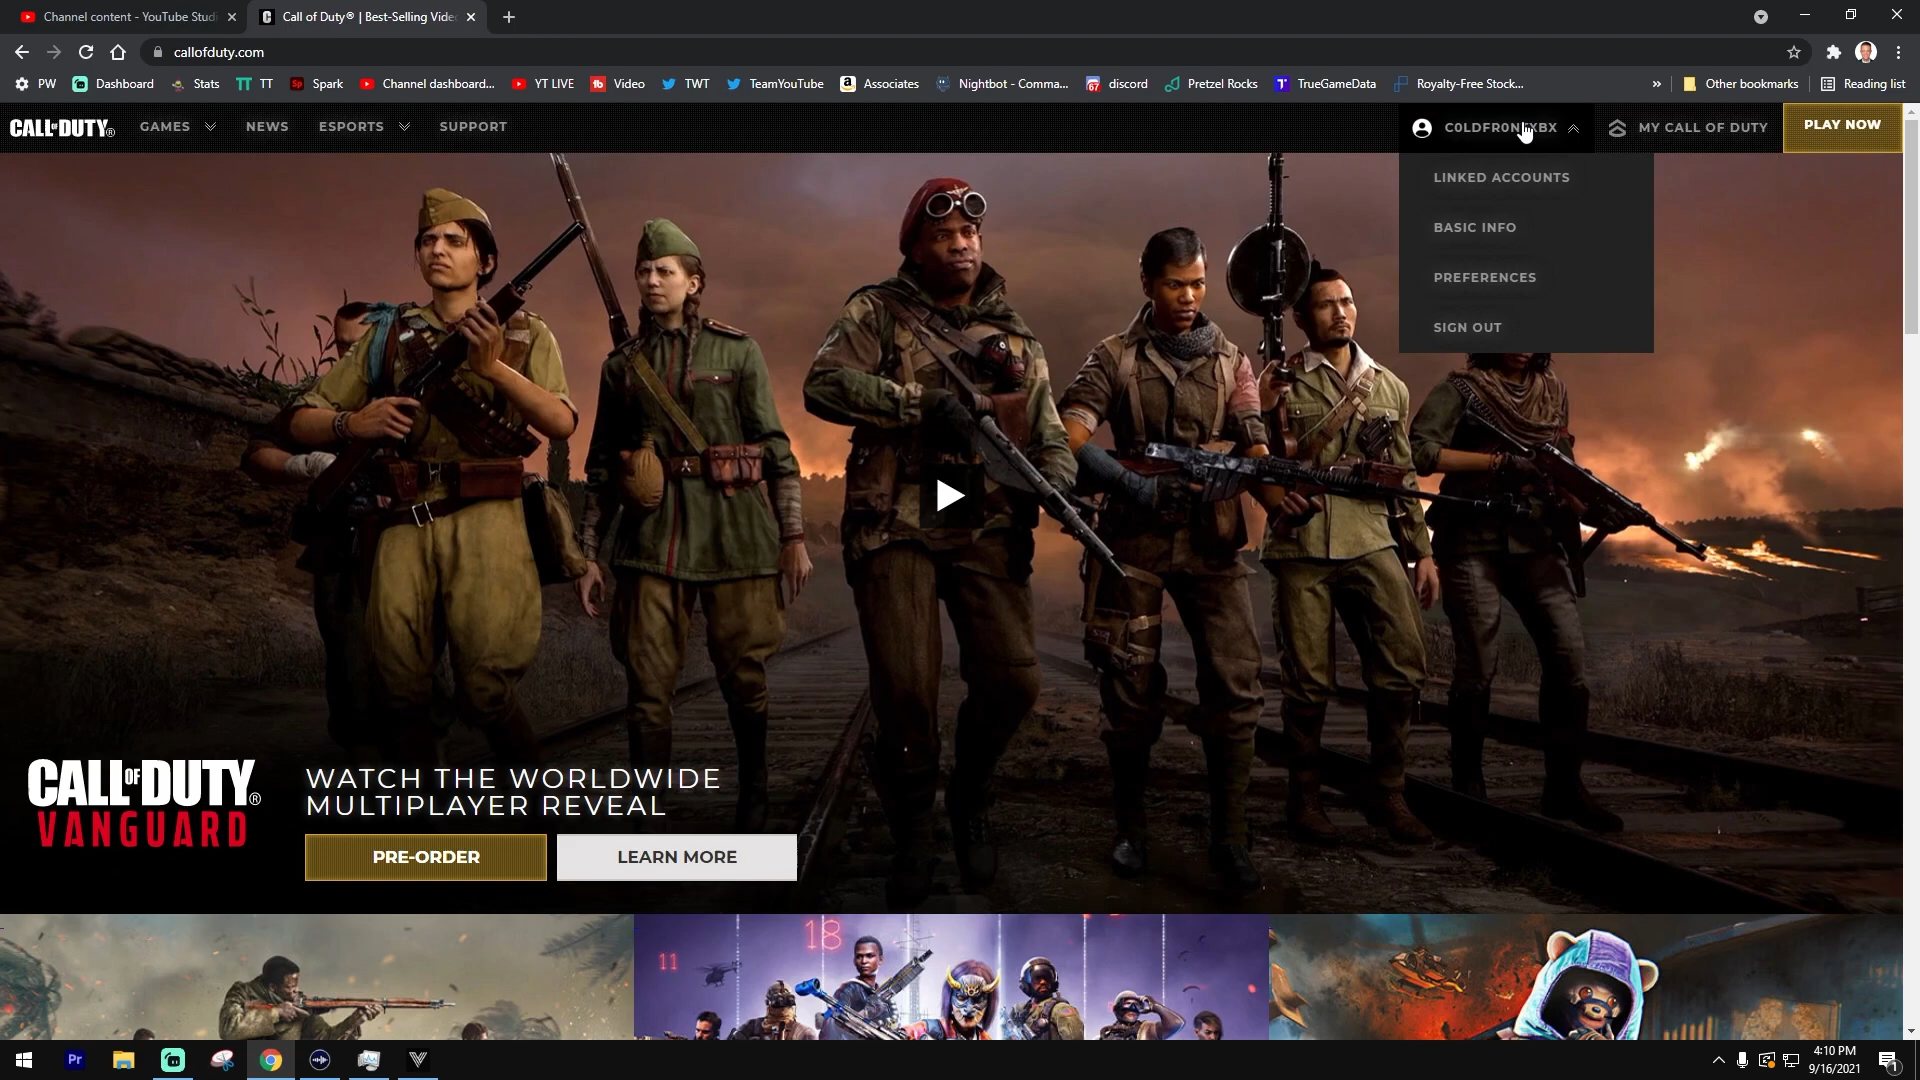 Channel content - YouTube Studi
Call of Duty® | Best-Selling Vide
callofduty.com
PW
Dashboard
Stats
TT
Spark
Channel dashboard...
YT LIVE
Video
TWT
TeamYouTube
Associates
Nightbot - Comma...
discord
Pretzel Rocks
TrueGameData
Royalty-Free Stock...
»
Other bookmarks
Reading list
CALL OF DUTY®
GAMES
NEWS
ESPORTS
SUPPORT
MY CALL OF DUTY
PLAY NOW
LINKED ACCOUNTS
BASIC INFO
PREFERENCES
SIGN OUT
CALL OF DUTY®
VANGUARD
WATCH THE WORLDWIDE
MULTIPLAYER REVEAL
PRE-ORDER
LEARN MORE
11
18
Pr
4:10 PM
9/16/2021
1